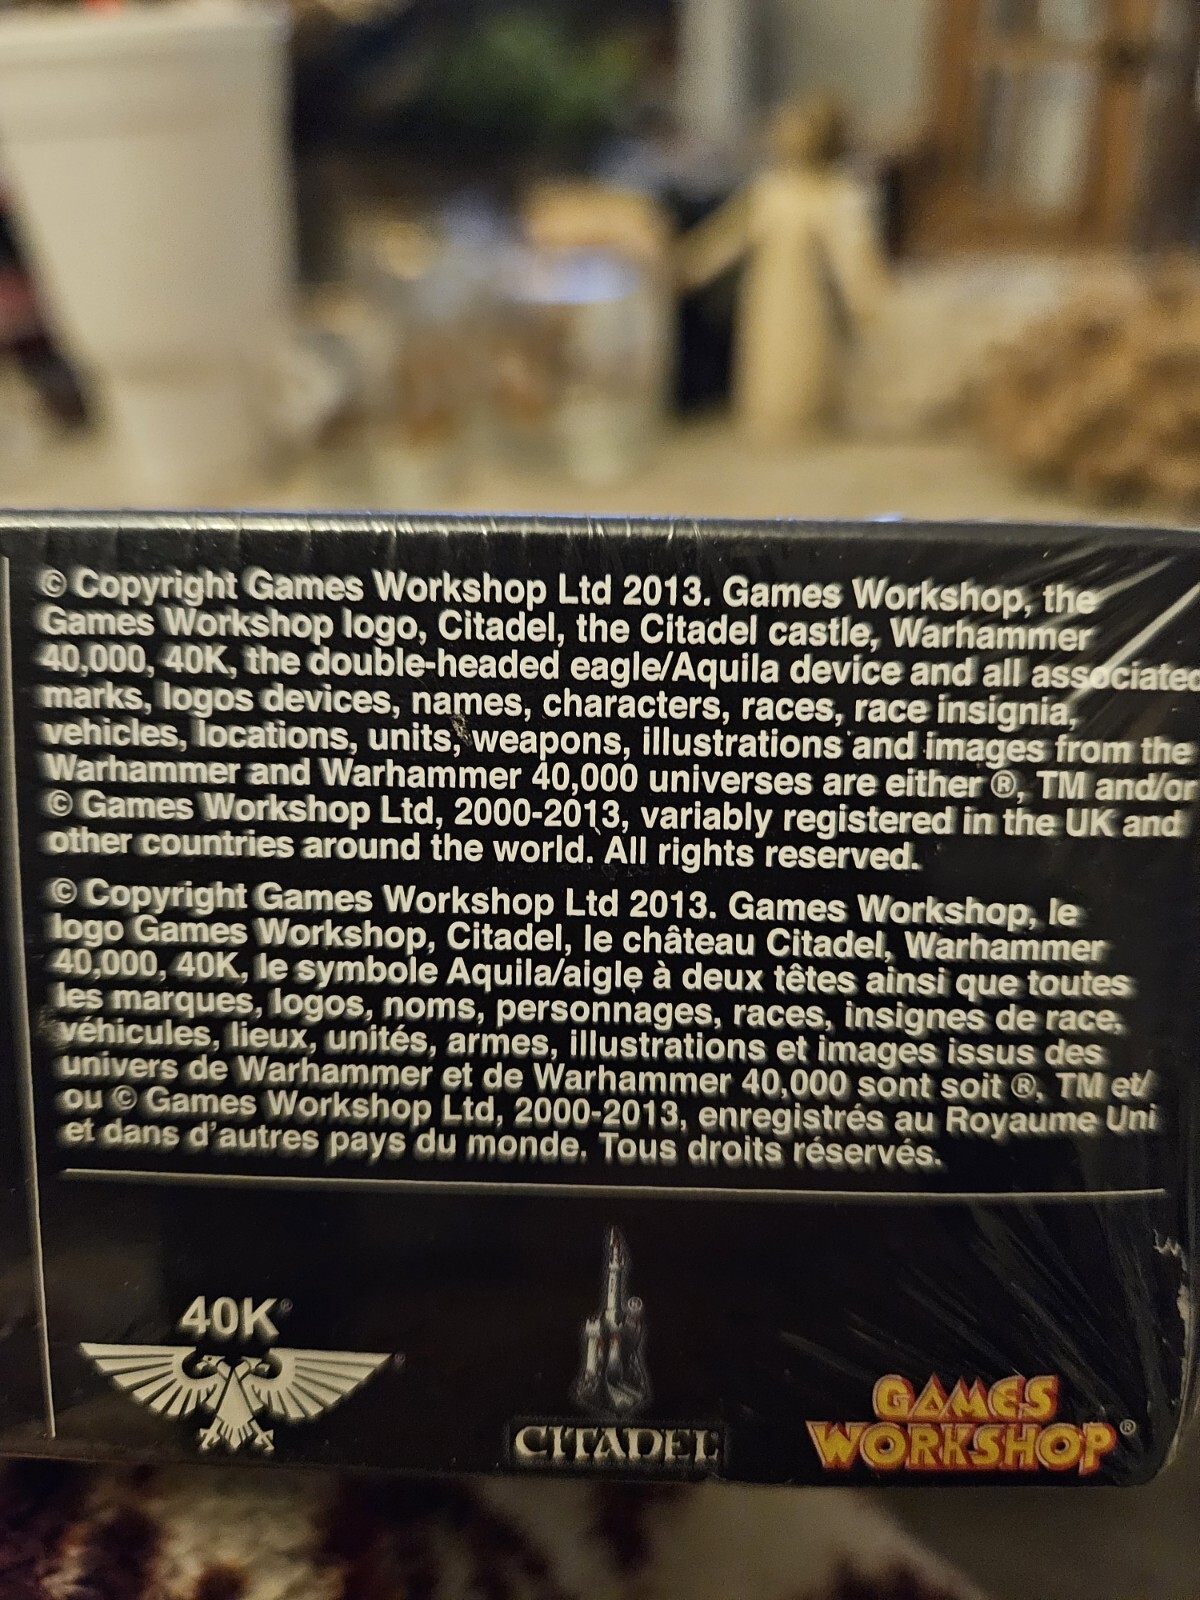 © Copyright Games Workshop Ltd 2013. Games Workshop, the
Games Workshop logo, Citadel, the Citadel castle, Warhammer
40,000, 40K, the double-headed eagle/Aquila device and all associated
marks, logos devices, names, characters, races, race insignia,
vehicles, locations, units, weapons, illustrations and images from the
Warhammer and Warhammer 40,000 universes are either ®, TM and/or
© Games Workshop Ltd, 2000-2013, variably registered in the UK and
other countries around the world. All rights reserved.
© Copyright Games Workshop Ltd 2013. Games Workshop, le
logo Games Workshop, Citadel, le château Citadel, Warhammer
40,000, 40K, le symbole Aquila/aigle à deux têtes ainsi que toutes
les marques, logos, noms, personnages, races, insignes de race,
véhicules, lieux, unités, armes, illustrations et images issus des
univers de Warhammer et de Warhammer 40,000 sont soit ®, TM et/
ou © Games Workshop Ltd, 2000-2013, enregistrés au Royaume Uni
et dans d'autres pays du monde. Tous droits réservés.
40K®
®
®
CITADEL
GAMES
WORKSHOP®